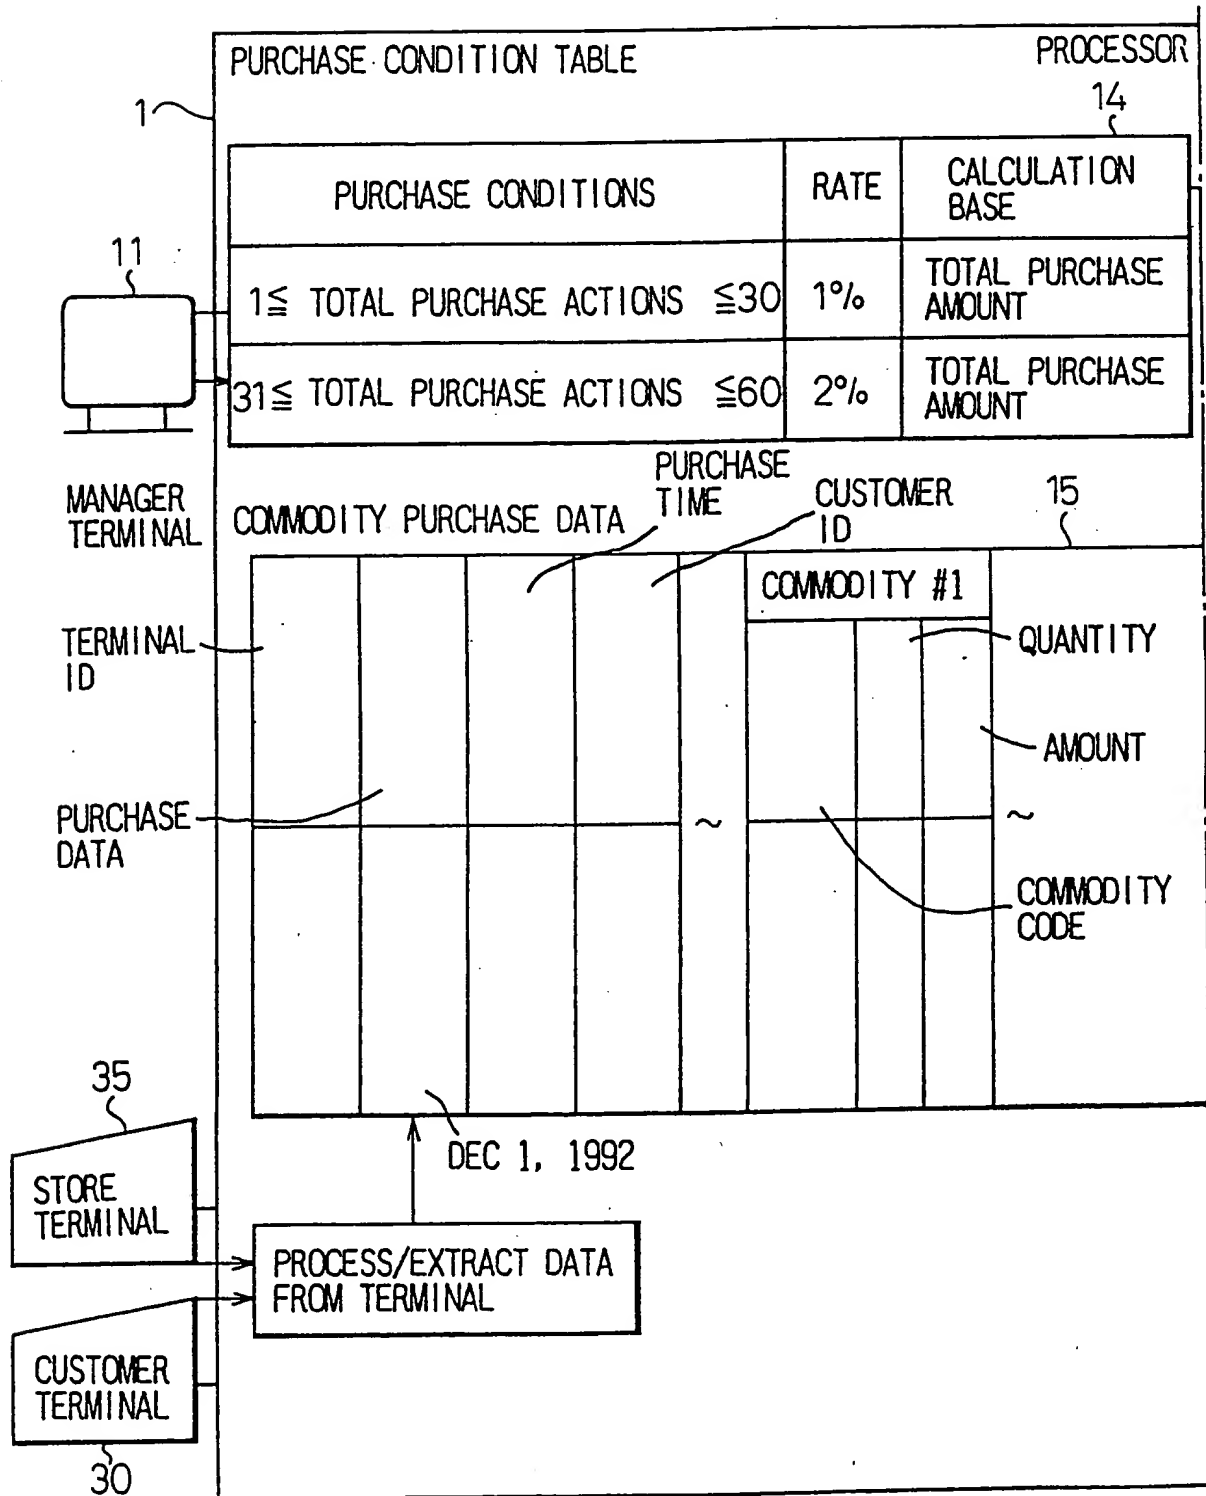 PURCHASE CONDITION TABLE
PROCESSOR
1
14
PURCHASE CONDITIONS
RATE
CALCULATION
BASE
11
1≦ TOTAL PURCHASE ACTIONS ≦30
1%
TOTAL PURCHASE
AMOUNT
31≦ TOTAL PURCHASE ACTIONS ≦60
2%
TOTAL PURCHASE
AMOUNT
MANAGER
TERMINAL
COMMODITY PURCHASE DATA
PURCHASE
TIME
CUSTOMER
ID
15
COMMODITY #1
TERMINAL
ID
QUANTITY
AMOUNT
PURCHASE
DATA
~
~
COMMODITY
CODE
35
DEC 1, 1992
STORE
TERMINAL
PROCESS/EXTRACT DATA
FROM TERMINAL
CUSTOMER
TERMINAL
30